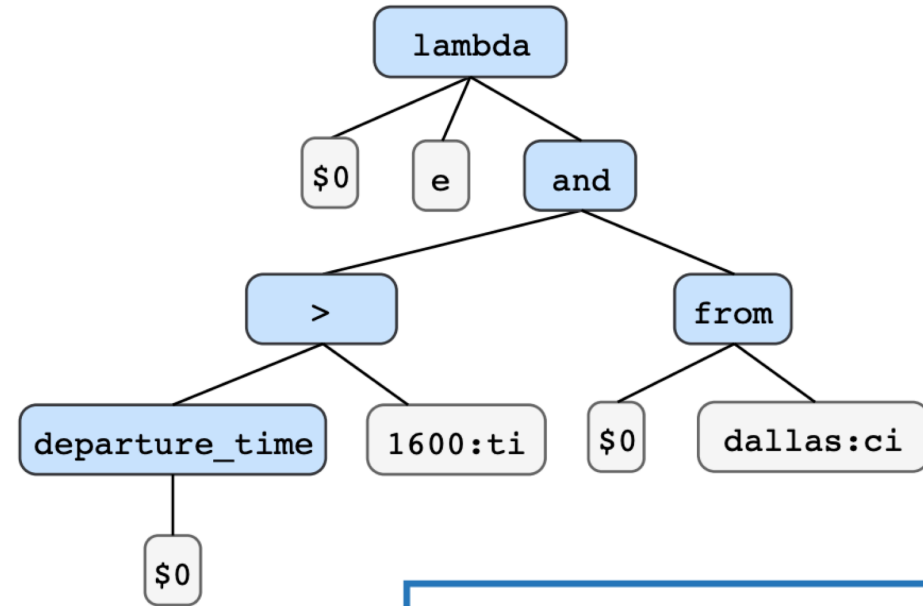 lambda
$0 e and
> from
departure_time 1600:ti $0 dallas:ci
$0